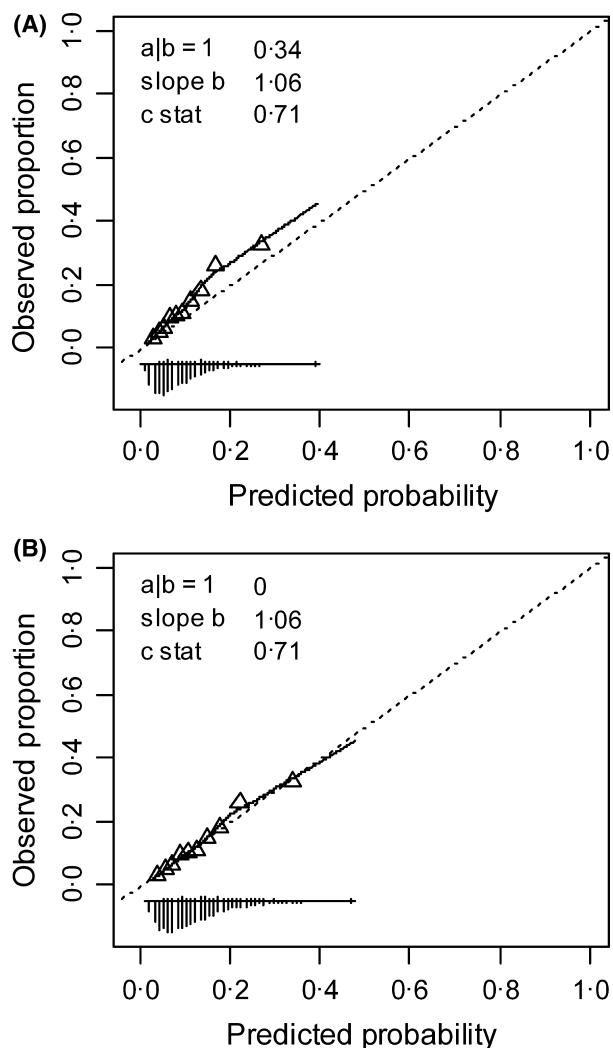 (A)
a|b = 1 0·34
slope b 1·06
c stat 0·71
Observed proportion
1·0
0·8
0·6
0·4
0·2
0·0
0·0 0·2 0·4 0·6 0·8 1·0
Predicted probability
(B)
a|b = 1 0
slope b 1·06
c stat 0·71
Observed proportion
1·0
0·8
0·6
0·4
0·2
0·0
0·0 0·2 0·4 0·6 0·8 1·0
Predicted probability